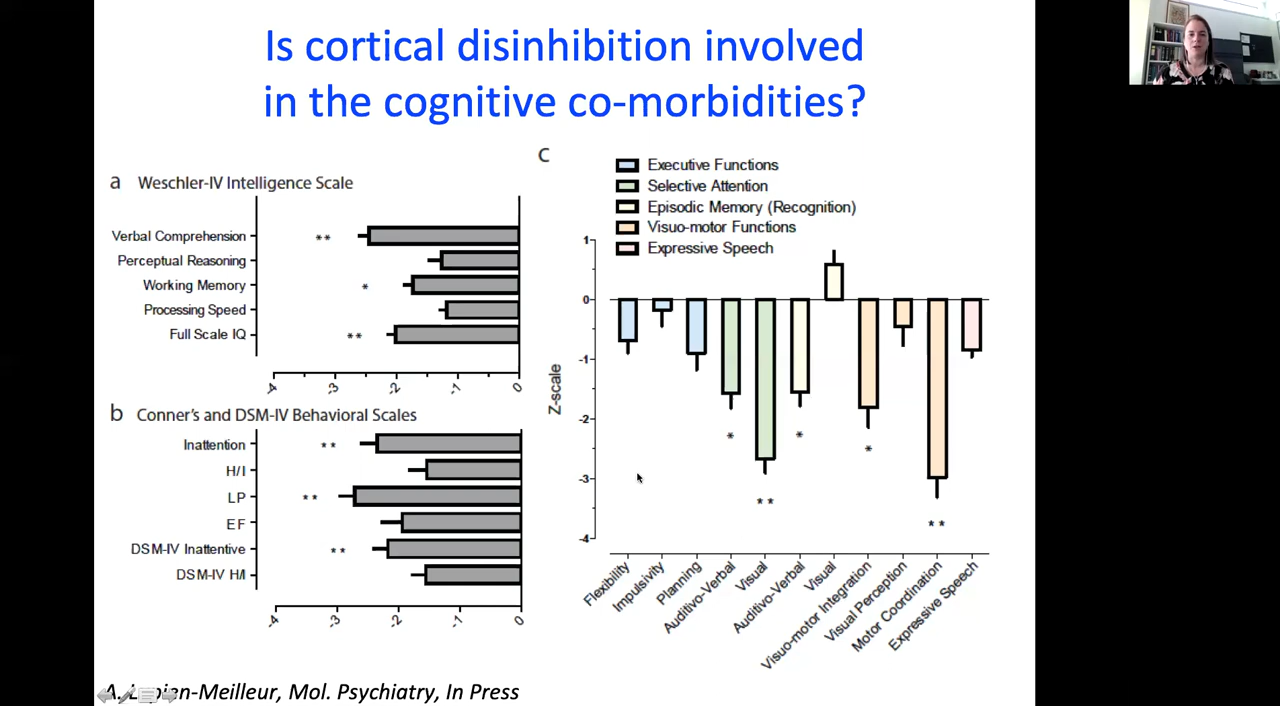 Is cortical disinhibition involved
in the cognitive co-morbidities?
a Weschler-IV Intelligence Scale
Verbal Comprehension **
Perceptual Reasoning
Working Memory *
Processing Speed
Full Scale IQ **
-4 -3 -2 -1 0
b Conner's and DSM-IV Behavioral Scales
Inattention **
H/I
LP **
EF
DSM-IV Inattentive **
DSM-IV H/I
-4 -3 -2 -1 0
C
Executive Functions
Selective Attention
Episodic Memory (Recognition)
Visuo-motor Functions
Expressive Speech
Z-scale
1
0
-1
-2
-3
-4
*
**
*
*
**
Flexibility
Impulsivity
Planning
Auditivo-Verbal
Visual
Auditivo-Verbal
Visual
Visuo-motor Integration
Visual Perception
Motor Coordination
Expressive Speech
A. -Meilleur, Mol. Psychiatry, In Press